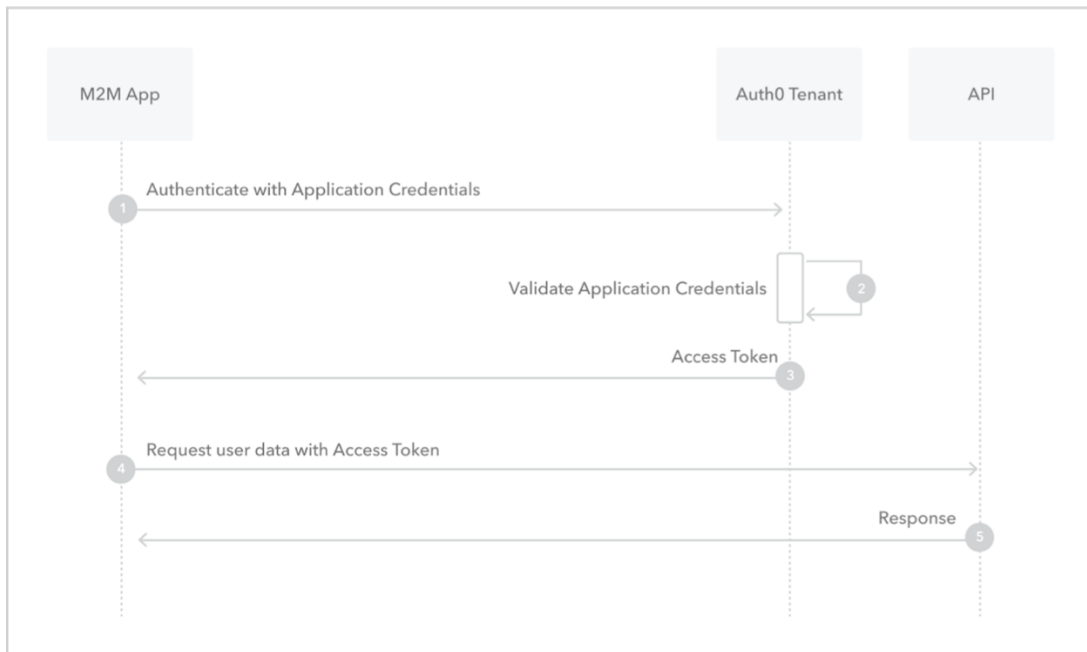 M2M App
Auth0 Tenant
API
Authenticate with Application Credentials
1
Validate Application Credentials
2
Access Token
3
Request user data with Access Token
4
Response
5